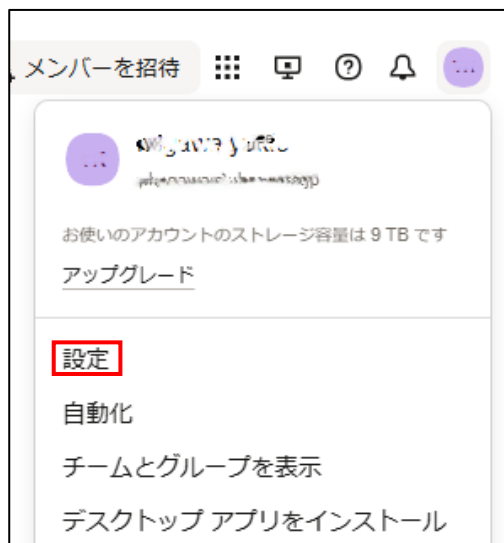 メンバーを招待
お使いのアカウントのストレージ容量は 9 TB です
アップグレード
設定
自動化
チームとグループを表示
デスクトップ アプリをインストール